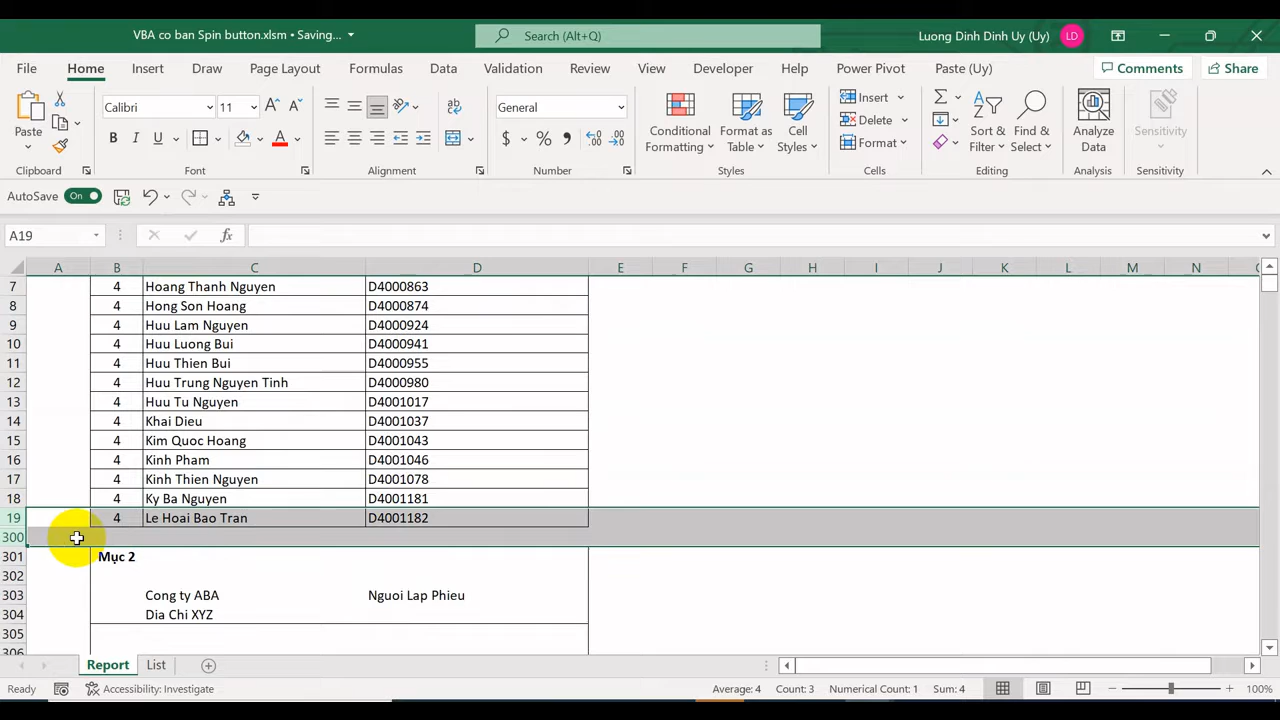 VBA co ban Spin button.xlsm • Saving...
Search (Alt+Q)
Luong Dinh Dinh Uy (Uy)
LD
File Home Insert Draw Page Layout Formulas Data Validation Review View Developer Help Power Pivot Paste (Uy)
Comments
Share
Paste
Clipboard
Calibri 11
Font
Alignment
General
Number
Conditional Formatting
Format as Table
Cell Styles
Styles
Insert
Delete
Format
Cells
Sort & Filter
Find & Select
Editing
Analyze Data
Analysis
Sensitivity
Sensitivity
AutoSave On
A19
fx
A B C D E F G H I J K L M N
7 4 Hoang Thanh Nguyen D4000863
8 4 Hong Son Hoang D4000874
9 4 Huu Lam Nguyen D4000924
10 4 Huu Luong Bui D4000941
11 4 Huu Thien Bui D4000955
12 4 Huu Trung Nguyen Tinh D4000980
13 4 Huu Tu Nguyen D4001017
14 4 Khai Dieu D4001037
15 4 Kim Quoc Hoang D4001043
16 4 Kinh Pham D4001046
17 4 Kinh Thien Nguyen D4001078
18 4 Ky Ba Nguyen D4001181
19 4 Le Hoai Bao Tran D4001182
300
301 Mục 2
302
303 Cong ty ABA Nguoi Lap Phieu
304 Dia Chi XYZ
305
306
Report List
Ready Accessibility: Investigate Average: 4 Count: 3 Numerical Count: 1 Sum: 4 100%